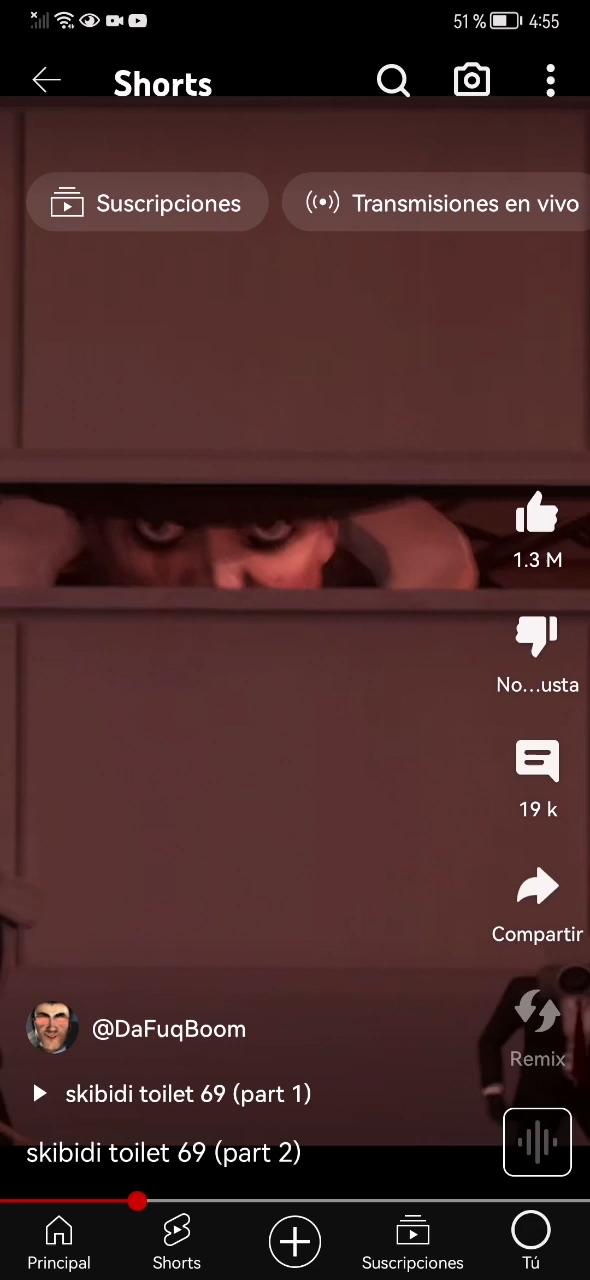 51 % 4:55
Shorts
Suscripciones
Transmisiones en vivo
1.3 M
No...usta
19 k
Compartir
@DaFuqBoom
Remix
skibidi toilet 69 (part 1)
skibidi toilet 69 (part 2)
Principal
Shorts
Suscripciones
Tú